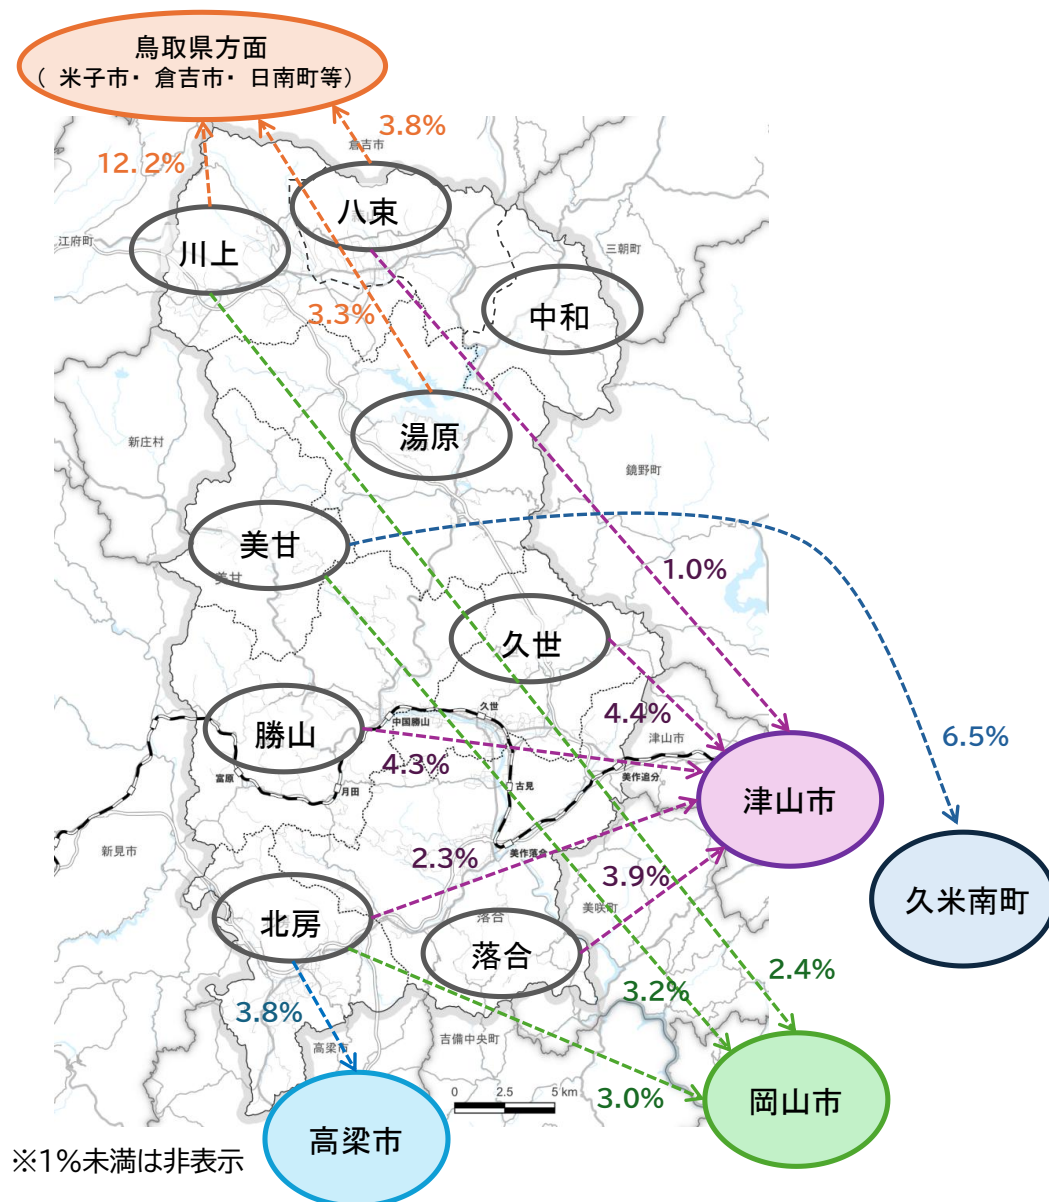 鳥取県方面
（ 米子市・ 倉吉市・ 日南町等）
3.8%
倉吉市
12.2%
八束
江府町
川上
三朝町
中和
3.3%
湯原
新庄村
鏡野町
美甘
美甘
1.0%
久世
久世
中国勝山
4.4%
津山市
勝山
4.3%
6.5%
富原
月田
古見
美作追分
津山市
新見市
2.3%
美作落合
3.9%
久米南町
北房
落合
美咲町
落合
3.8%
3.2%
2.4%
高梁市
吉備中央町
0 2.5 5 km
3.0%
岡山市
高梁市
※1%未満は非表示